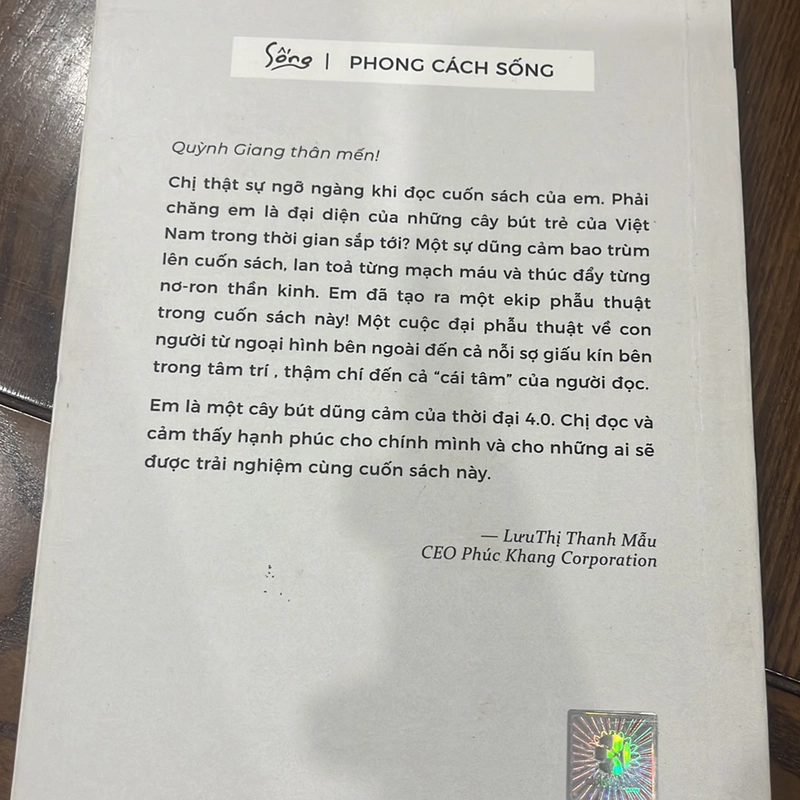 Sống | PHONG CÁCH SỐNG
Quỳnh Giang thân mến!
Chị thật sự ngỡ ngàng khi đọc cuốn sách của em. Phải
chăng em là đại diện của những cây bút trẻ của Việt
Nam trong thời gian sắp tới? Một sự dũng cảm bao trùm
lên cuốn sách, lan toả từng mạch máu và thúc đẩy từng
nơ-ron thần kinh. Em đã tạo ra một ekip phẫu thuật
trong cuốn sách này! Một cuộc đại phẫu thuật về con
người từ ngoại hình bên ngoài đến cả nỗi sợ giấu kín bên
trong tâm trí , thậm chí đến cả “cái tâm” của người đọc.
Em là một cây bút dũng cảm của thời đại 4.0. Chị đọc và
cảm thấy hạnh phúc cho chính mình và cho những ai sẽ
được trải nghiệm cùng cuốn sách này.
— LưuThị Thanh Mẫu
CEO Phúc Khang Corporation